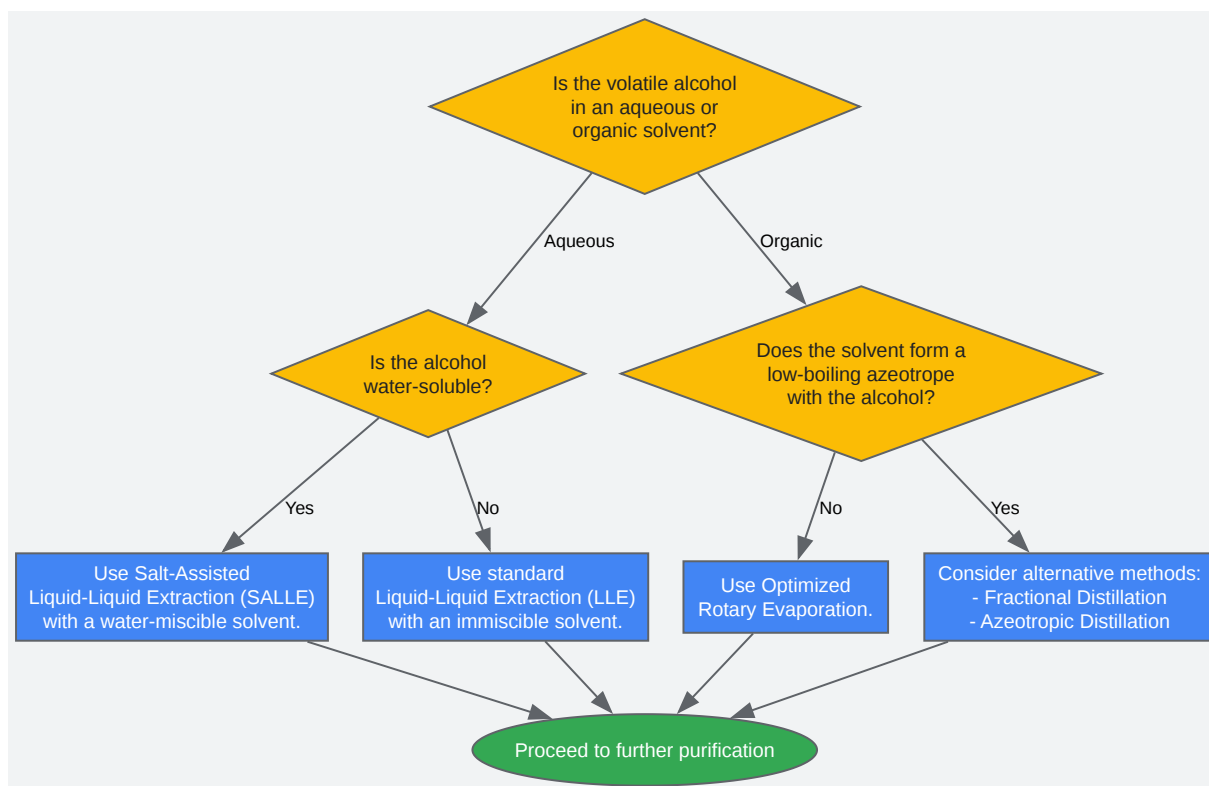 Is the volatile alcohol
in an aqueous or
organic solvent?
Aqueous
Organic
Is the alcohol
water-soluble?
Does the solvent form a
low-boiling azeotrope
with the alcohol?
Yes
No
No
Yes
Use Salt-Assisted
Liquid-Liquid Extraction (SALLE)
with a water-miscible solvent.
Use standard
Liquid-Liquid Extraction (LLE)
with an immiscible solvent.
Use Optimized
Rotary Evaporation.
Consider alternative methods:
- Fractional Distillation
- Azeotropic Distillation
Proceed to further purification